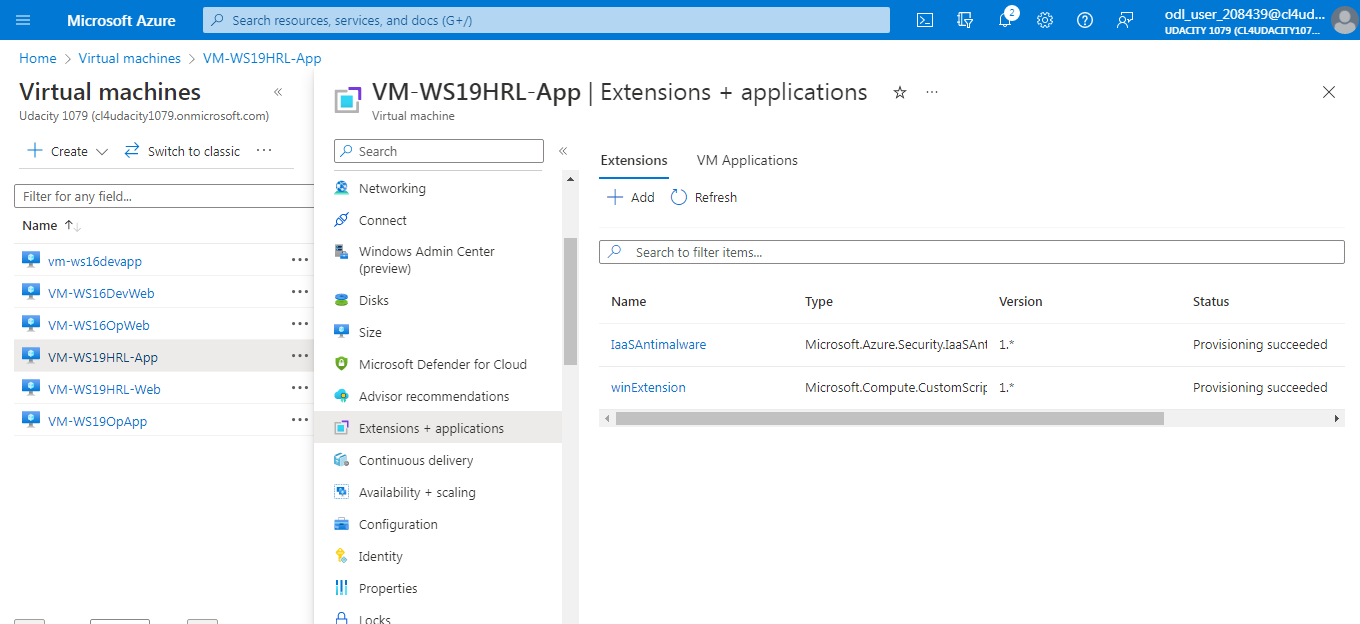 Microsoft Azure
Search resources, services, and docs (G+/)
2
odl_user_208439@cl4ud...
UDACITY 1079 (CL4UDACITY107...
Home > Virtual machines > VM-WS19HRL-App
Virtual machines
«
Udacity 1079 (cl4udacity1079.onmicrosoft.com)
+ Create
Switch to classic
...
Filter for any field...
Name ↑↓
vm-ws16devapp
VM-WS16DevWeb
VM-WS16OpWeb
VM-WS19HRL-App
VM-WS19HRL-Web
VM-WS19OpApp
VM-WS19HRL-App | Extensions + applications
...
Virtual machine
Search
«
Networking
Connect
Windows Admin Center
(preview)
Disks
Size
Microsoft Defender for Cloud
Advisor recommendations
Extensions + applications
Continuous delivery
Availability + scaling
Configuration
Identity
Properties
Locks
Extensions VM Applications
+ Add
Refresh
Search to filter items...
Name Type Version Status
IaaSAntimalware Microsoft.Azure.Security.IaaSAnt 1.* Provisioning succeeded
winExtension Microsoft.Compute.CustomScrip 1.* Provisioning succeeded